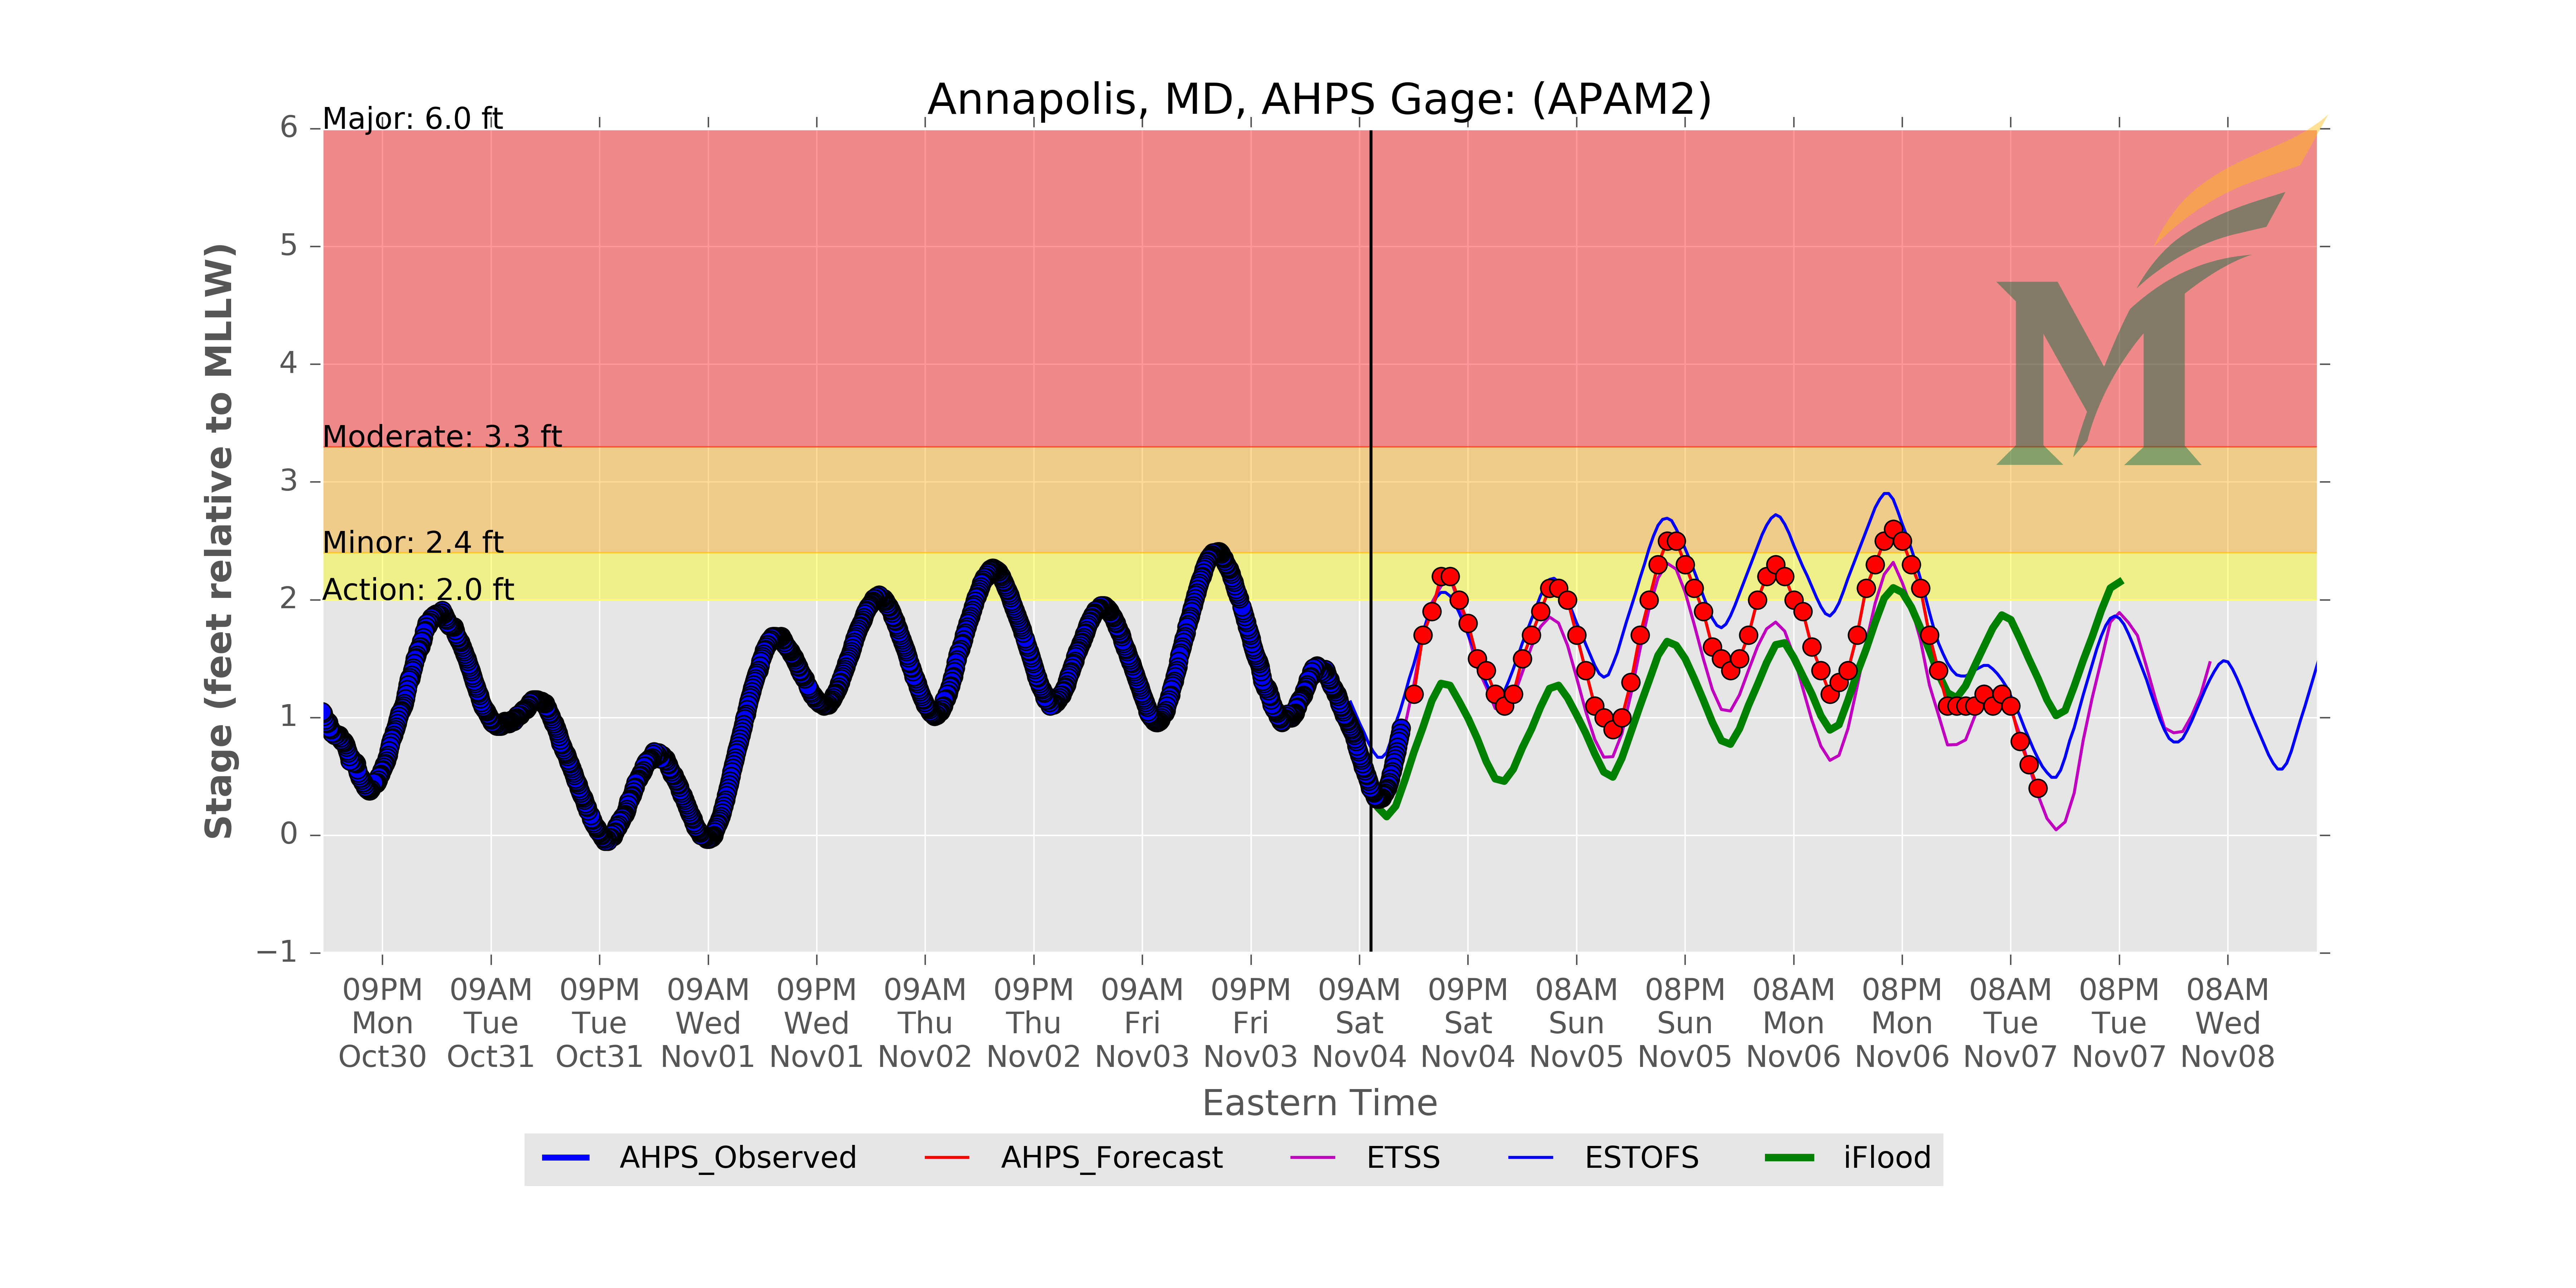 Annapolis, MD, AHPS Gage: (APAM2)
Major: 6.0 ft
Moderate: 3.3 ft
Minor: 2.4 ft
Action: 2.0 ft
6
5
4
3
2
1
0
−1
Stage (feet relative to MLLW)
09PM Mon Oct30
09AM Tue Oct31
09PM Tue Oct31
09AM Wed Nov01
09PM Wed Nov01
09AM Thu Nov02
09PM Thu Nov02
09AM Fri Nov03
09PM Fri Nov03
09AM Sat Nov04
09PM Sat Nov04
08AM Sun Nov05
08PM Sun Nov05
08AM Mon Nov06
08PM Mon Nov06
08AM Tue Nov07
08PM Tue Nov07
08AM Wed Nov08
Eastern Time
AHPS_Observed AHPS_Forecast ETSS ESTOFS iFlood